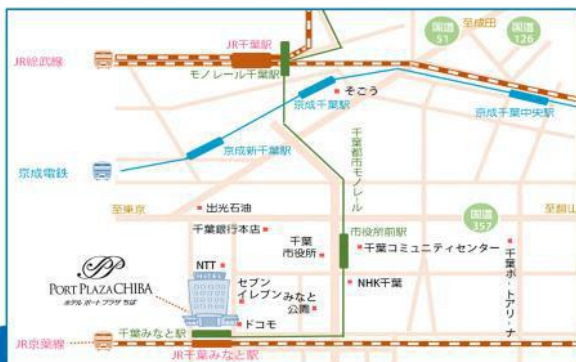 至成田
国道
51
国道
126
JR千葉駅
JR総武線
モノレール千葉駅
そごう
京成千葉駅
京成千葉中央駅
京成新千葉駅
京成電鉄
千葉都市モノレール
至東京
出光石油
千葉銀行本店
国道
357
市役所前駅
千葉
市役所
千葉コミュニティセンター
千葉ポートアリーナ
NTT
HOTEL
PORT PLAZA CHIBA
ホテル ポートプラザ ちば
セブン
イレブン
みなと
公園
NHK千葉
ドコモ
千葉みなと駅
JR京葉線
JR千葉みなと駅